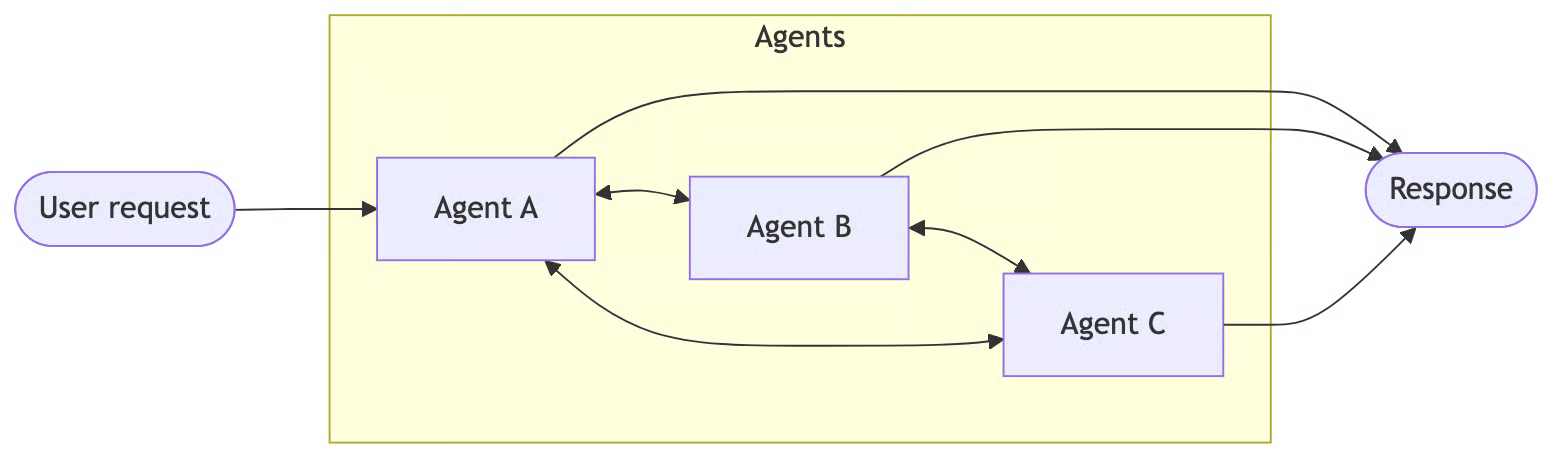 Agents
User request
Agent A
Agent B
Agent C
Response